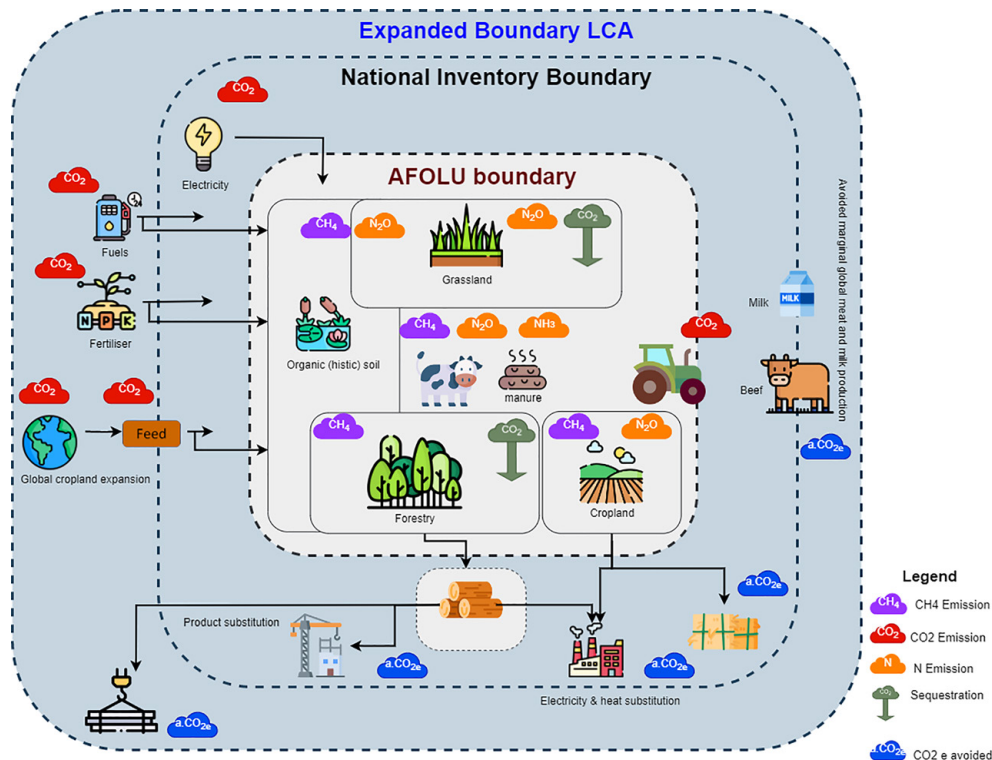 Expanded Boundary LCA
National Inventory Boundary
CO2
Electricity
AFOLU boundary
CO2
Fuels
CH4
N2O
N2O
CO2
Grassland
CO2
N P K
Fertiliser
Organic (histic) soil
CH4
N2O
NH3
manure
CO2
Milk
MILK
Beef
Avoided marginal global meat and milk production
a.CO2e
CO2
CO2
Feed
Global cropland expansion
CH4
CO2
Forestry
CH4
N2O
Cropland
Product substitution
a.CO2e
a.CO2e
Electricity & heat substitution
a.CO2e
a.CO2e
Legend
CH4
CH4 Emission
CO2
CO2 Emission
N
N Emission
CO2
Sequestration
a.CO2e
CO2 e avoided